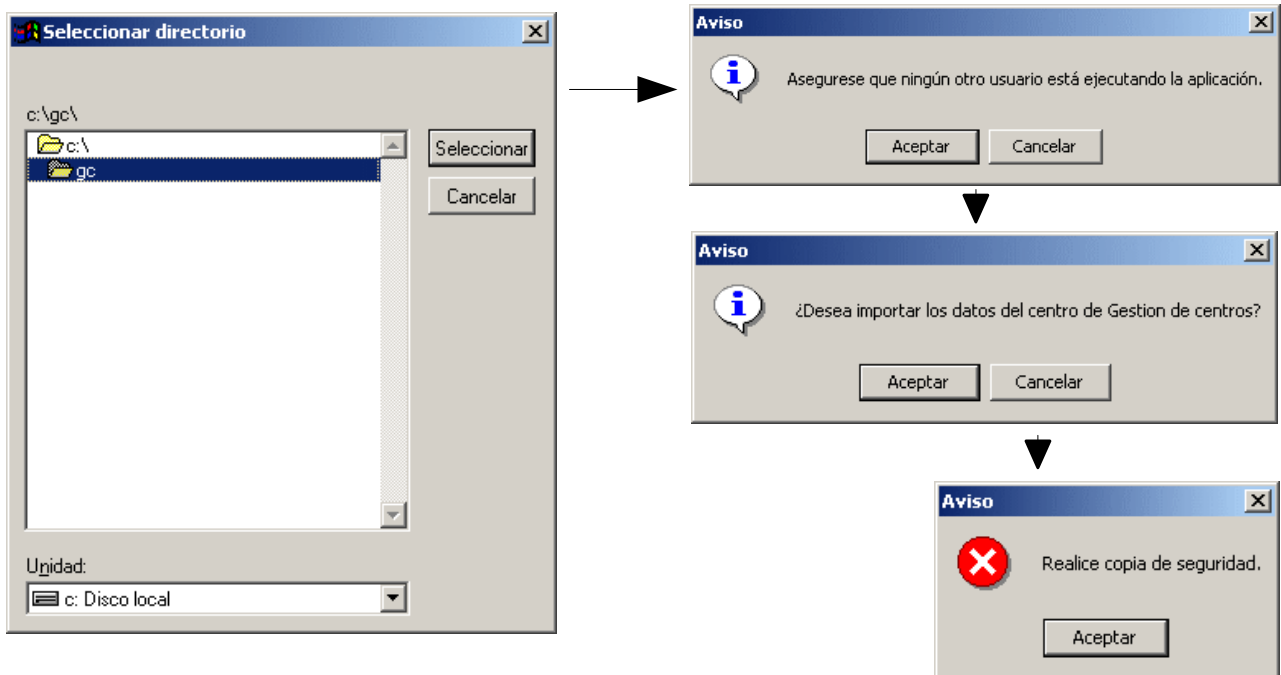 Seleccionar directorio
c:\gc\
c:\
gc
Seleccionar
Cancelar
Unidad:
c: Disco local
Aviso
Asegurese que ningún otro usuario está ejecutando la aplicación.
Aceptar
Cancelar
Aviso
¿Desea importar los datos del centro de Gestion de centros?
Aceptar
Cancelar
Aviso
Realice copia de seguridad.
Aceptar